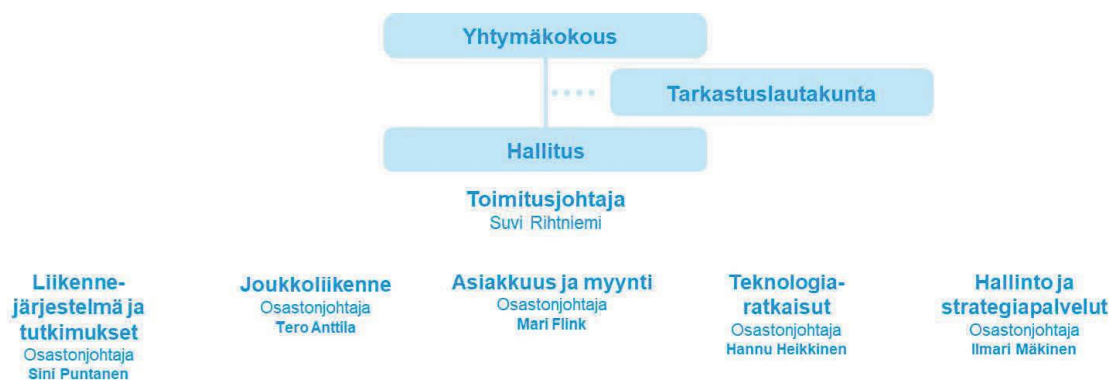 Yhtymäkokous
Tarkastuslautakunta
Hallitus
Toimitusjohtaja
Suvi Rihtniemi
Liikenne-
järjestelmä ja
tutkimukset
Osastonjohtaja
Sini Puntanen
Joukkoliikenne
Osastonjohtaja
Tero Anttila
Asiakkuus ja myynti
Osastonjohtaja
Mari Flink
Teknologia-
ratkaisut
Osastonjohtaja
Hannu Heikkinen
Hallinto ja
strategiapalvelut
Osastonjohtaja
Ilmari Mäkinen